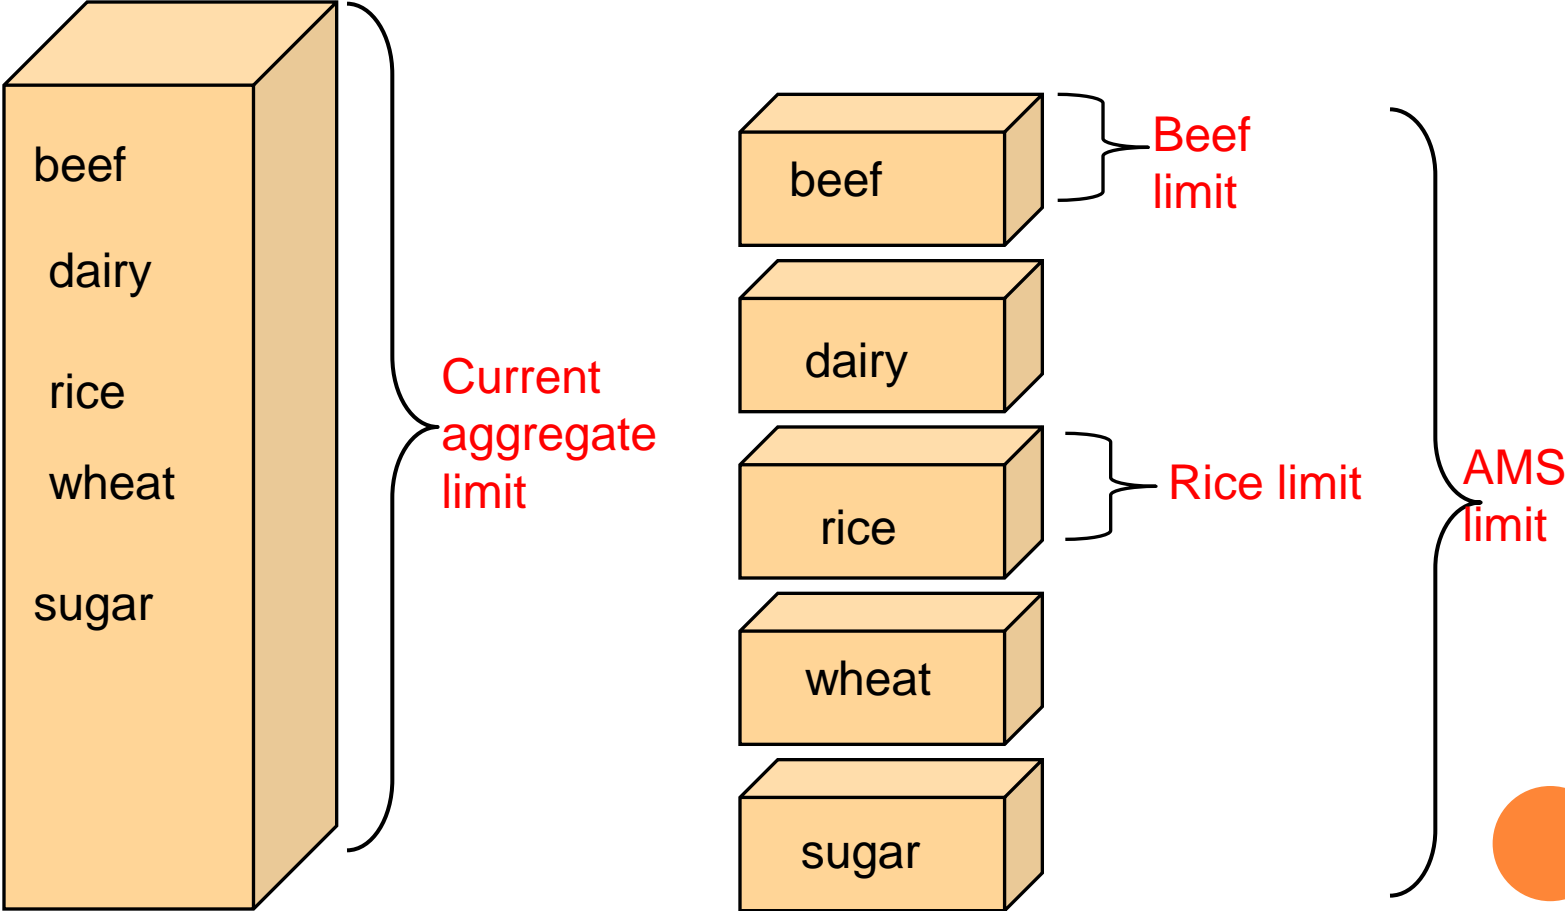 beef
dairy
rice
wheat
sugar
Current
aggregate
limit
beef
dairy
rice
wheat
sugar
Beef
limit
Rice limit
AMS
limit